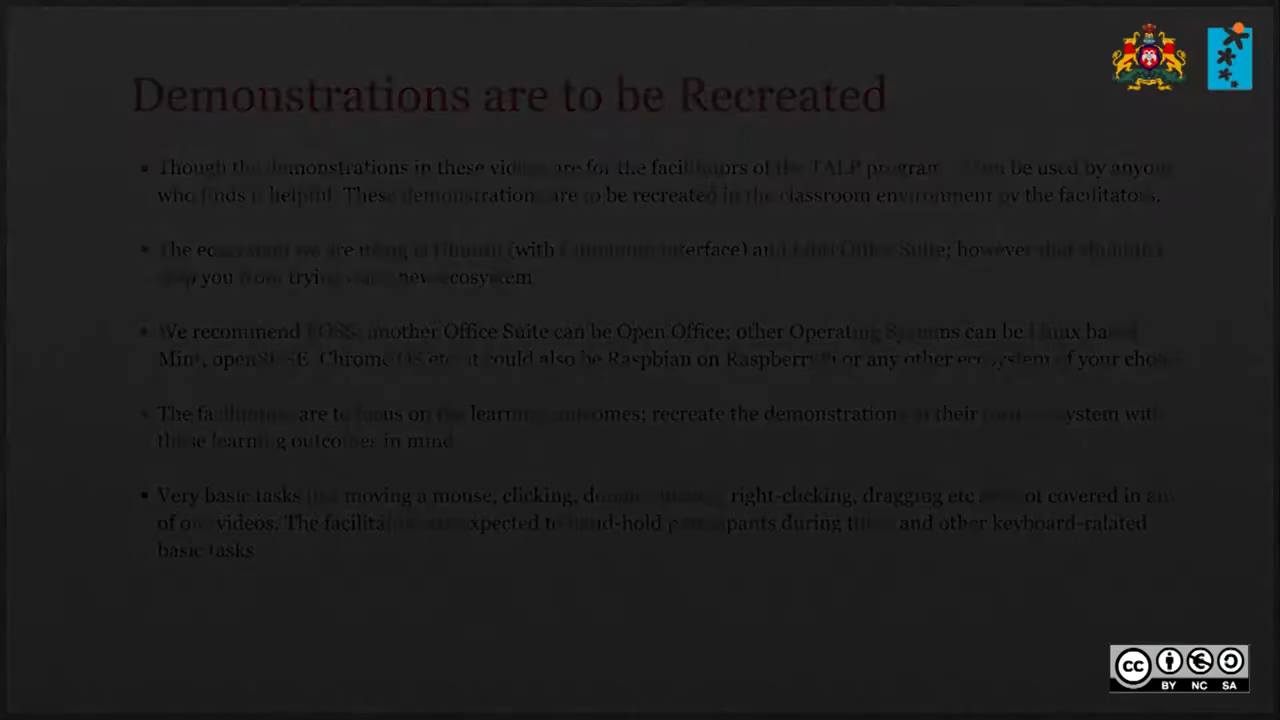 Demonstrations are to be Recreated
• Though the demonstrations in these videos are for the facilitators of the TALP program can be used by anyone
who finds it helpful. These demonstrations are to be recreated in the classroom environment by the facilitators.
• The ecosystem we are using is Ubuntu (with interface) and Libre Office Suite; however that shouldn't
stop you from trying new ecosystem
• We recommend FOSS; another Office Suite can be Open Office; other Operating Systems can be Linux based
Mint, openSUSE, Chrome OS etc. it could also be Raspbian on Raspberry Pi or any other ecosystem of your choice
• The facilitators are to focus on the learning outcomes; recreate the demonstrations in their ecosystem with
these learning outcomes in mind
• Very basic tasks like moving a mouse, clicking, right-clicking, dragging etc are not covered in any
of our videos. The facilitators are expected to hand-hold participants during these and other keyboard-ralated
basic tasks
CC
BY NC SA